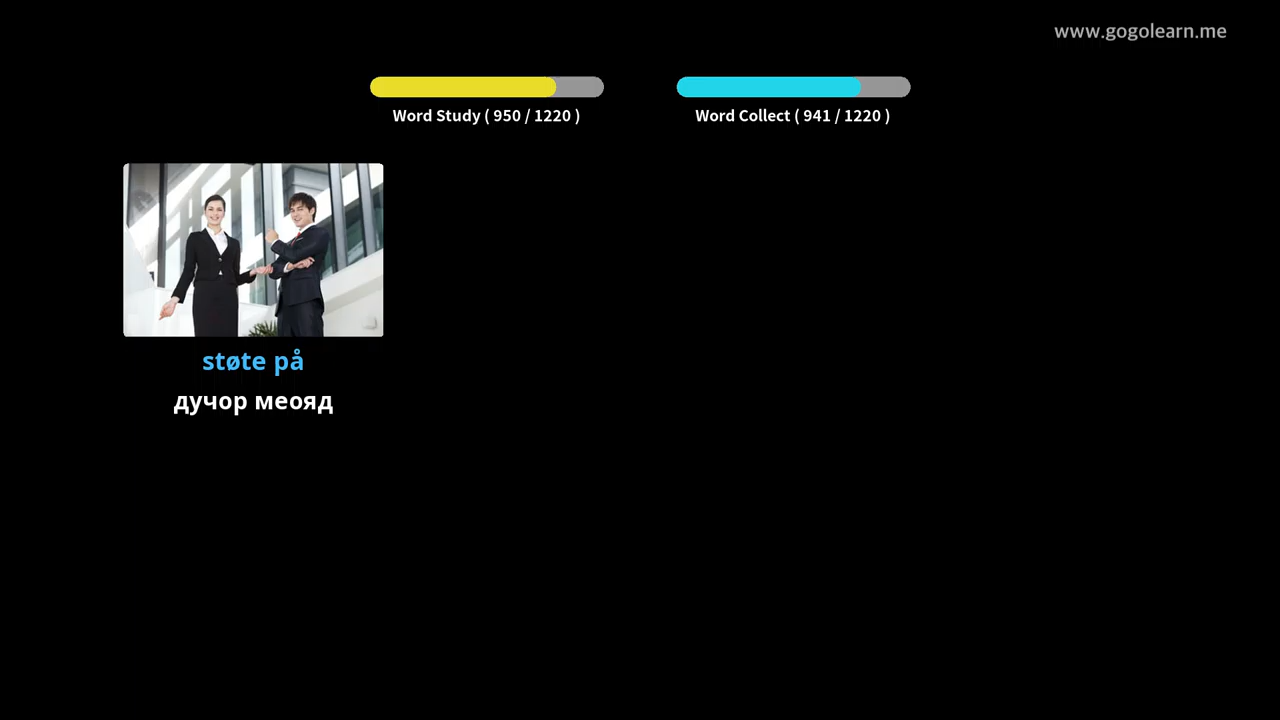 www.gogolearn.me
Word Study ( 950 / 1220 )
Word Collect ( 941 / 1220 )
støte på
дучор меояд